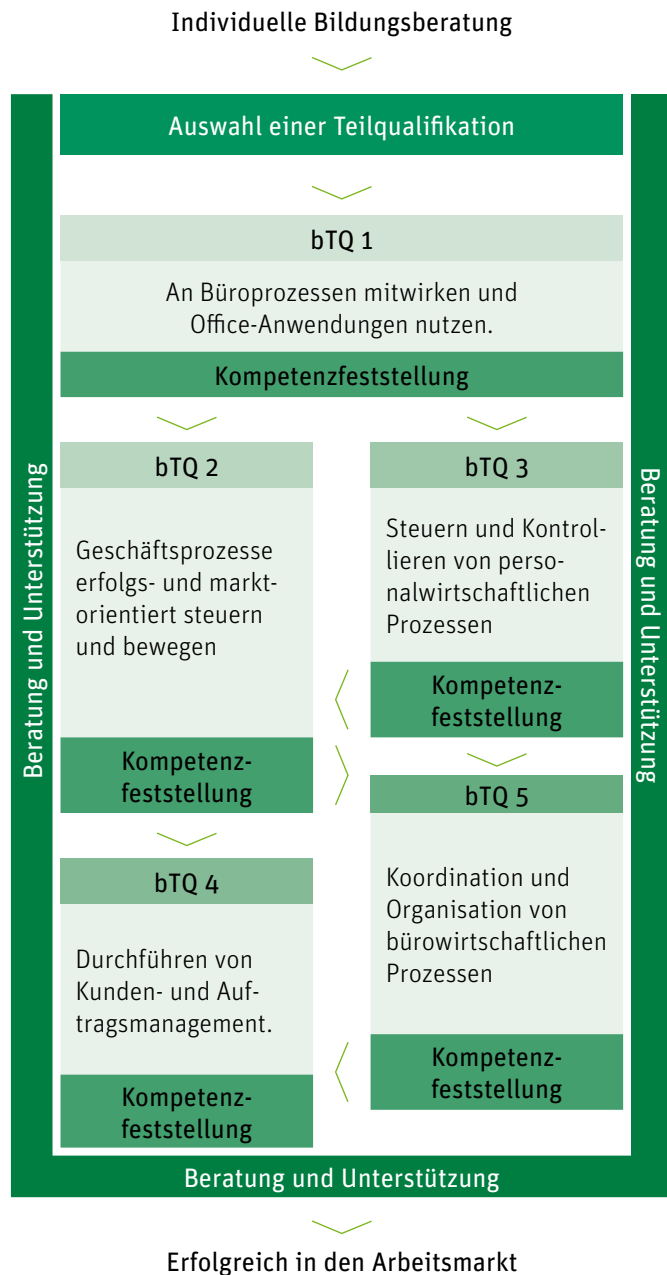 Individuelle Bildungsberatung
Auswahl einer Teilqualifikation
bTQ 1
An Büroprozessen mitwirken und
Office-Anwendungen nutzen.
Kompetenzfeststellung
bTQ 2
Geschäftsprozesse
erfolgs- und markt-
orientiert steuern
und bewegen
Kompetenz-
feststellung
bTQ 3
Steuern und Kontrol-
lieren von perso-
nalwirtschaftlichen
Prozessen
Kompetenz-
feststellung
bTQ 4
Durchführen von
Kunden- und Auf-
tragsmanagement.
Kompetenz-
feststellung
bTQ 5
Koordination und
Organisation von
bürowirtschaftlichen
Prozessen
Kompetenz-
feststellung
Beratung und Unterstützung
Beratung und Unterstützung
Beratung und Unterstützung
Erfolgreich in den Arbeitsmarkt